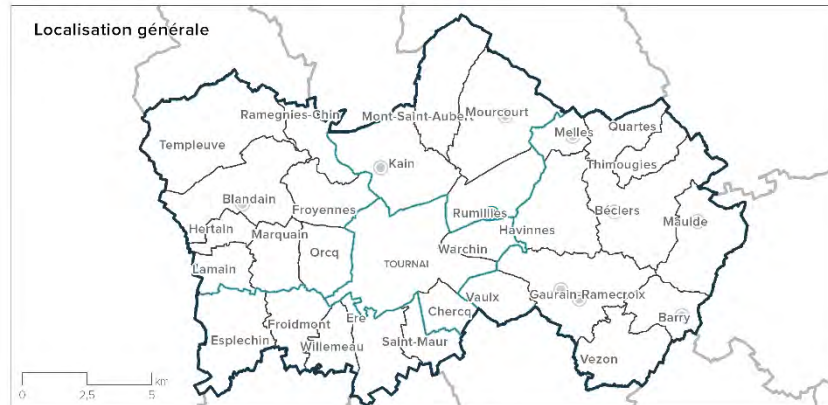 Localisation générale
Ramegnies-Chin
Mont-Saint-Aubert
Mourcourt
Melles
Quartes
Templeuve
Thimougies
Kain
Blandain
Froyennes
Rumillies
Béclers
Maulde
Hertain
Marquain
Orcq
Havinnes
Warchin
Lamain
TOURNAI
Vaulx
Gaurain-Ramecroix
Chercq
Barry
Ere
Esplechin
Froidmont
Willemeau
Saint-Maur
Vezon
km
0 2,5 5